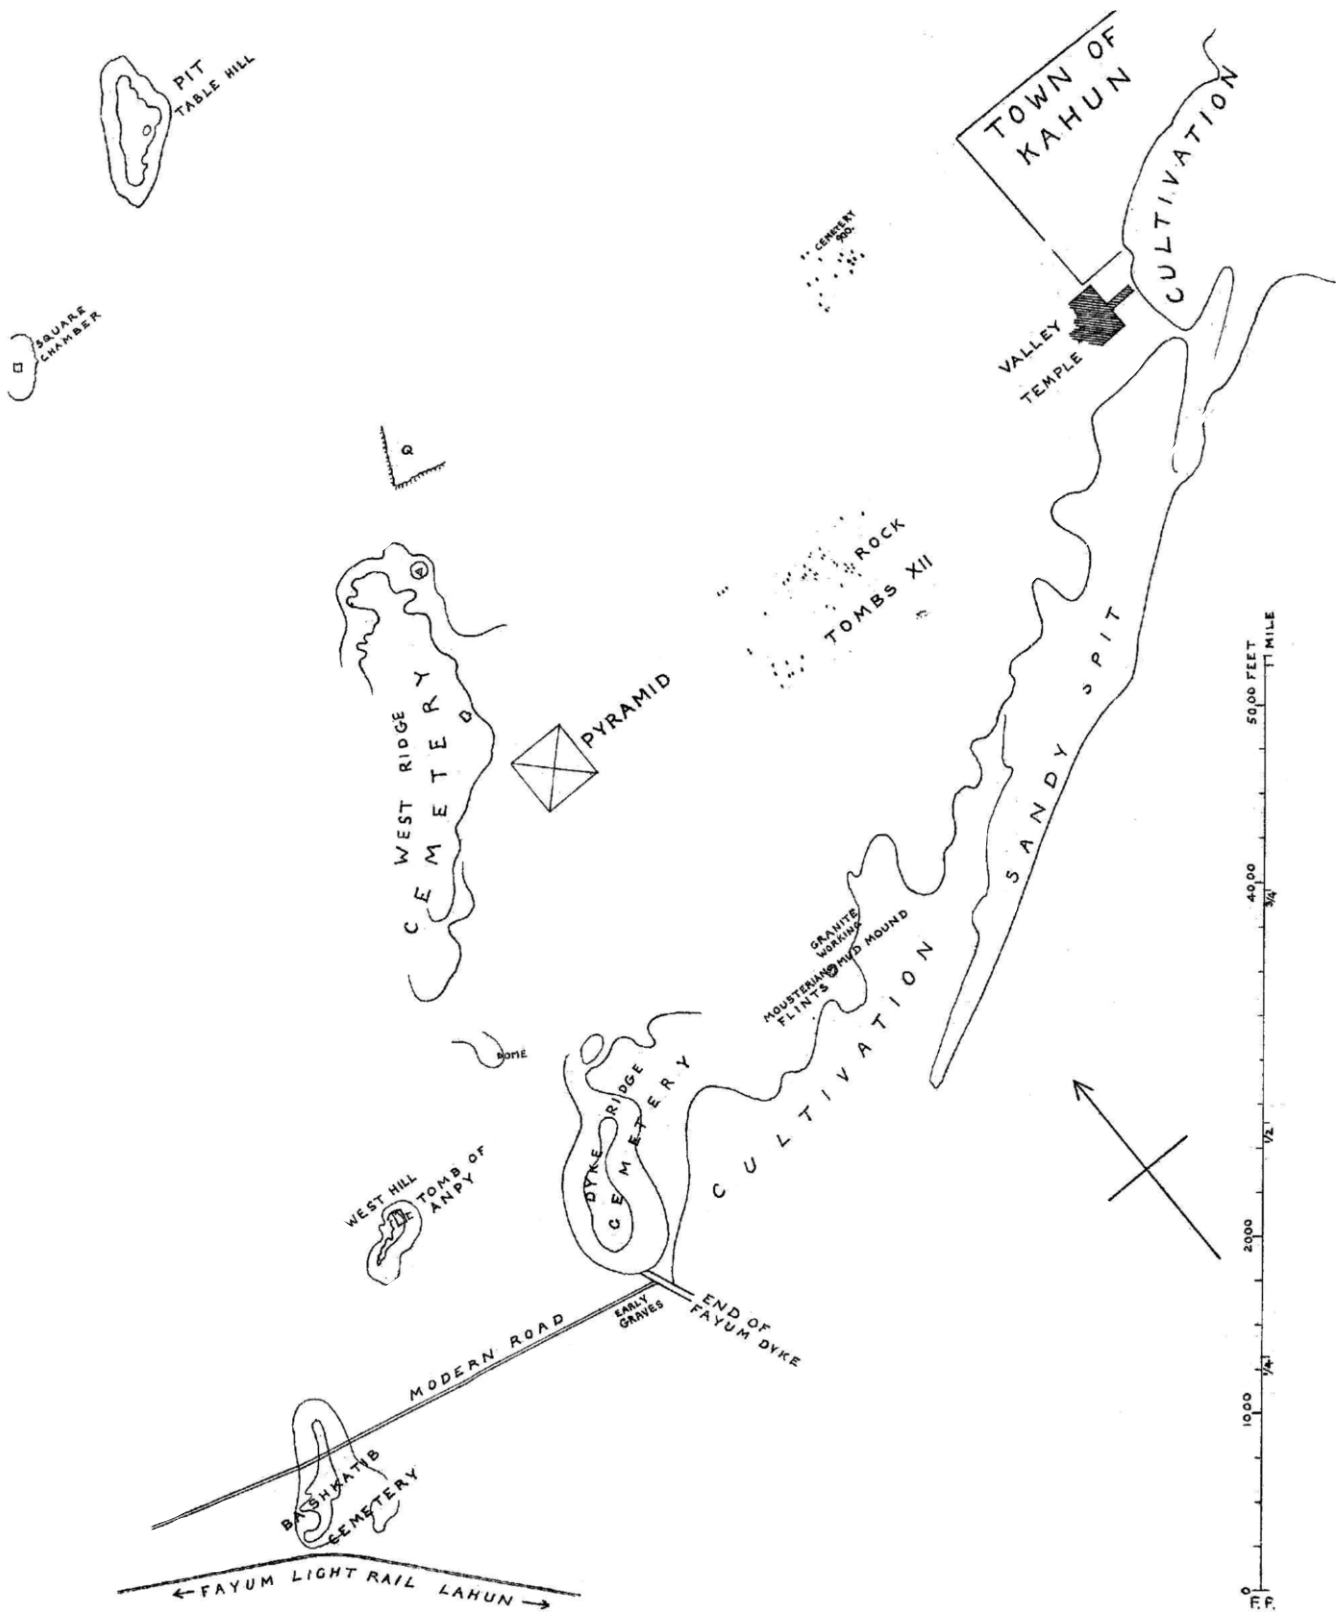 PIT
TABLE HILL
TOWN OF
KAHUN
CULTIVATION
CEMETERY
900.
SQUARE
CHAMBER
VALLEY
TEMPLE
Q
ROCK
TOMBS XII
WEST RIDGE
CEMETERY
PYRAMID
SANDY SPIT
GRANITE
WORKING
MUD MOUND
MOUSTERIAN
FLINTS
CULTIVATION
DOME
DYKE RIDGE
CEMETERY
WEST HILL
TOMB OF
ANPY
EARLY
GRAVES
END OF
FAYUM DYKE
MODERN ROAD
BASHKATIB
CEMETERY
← FAYUM LIGHT RAIL LAHUN →
1 MILE
5000 FEET
4000
3/4
1/2
2000
1/4
1000
0
F.P.